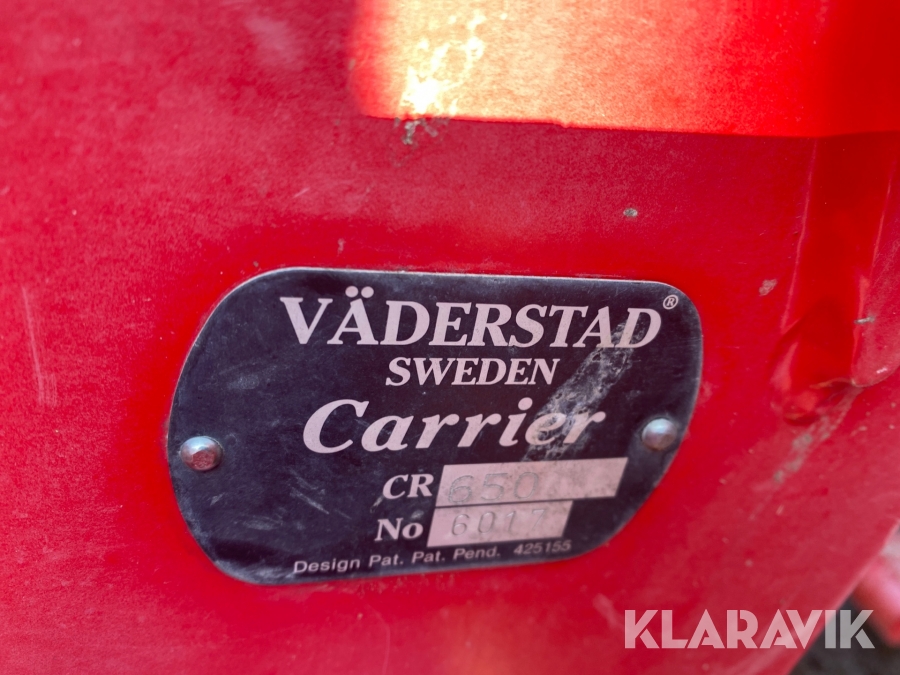 VÄDERSTAD®
SWEDEN
Carrier
CR 650
No 6017
Design Pat. Pat. Pend. 425155
KLARAVIK